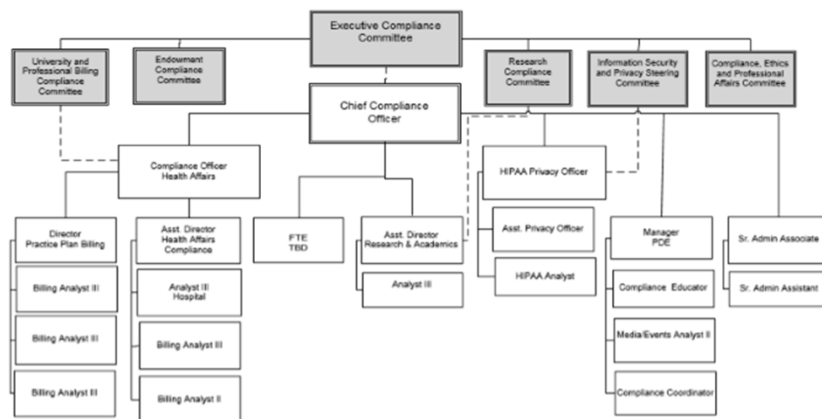 Executive Compliance
Committee
University and
Professional Billing
Compliance
Committee
Endowment
Compliance
Committee
Research
Compliance
Committee
Information Security
and Privacy Steering
Committee
Compliance, Ethics
and Professional
Affairs Committee
Chief Compliance
Officer
Compliance Officer
Health Affairs
HIPAA Privacy Officer
Director
Practice Plan Billing
Asst. Director
Health Affairs
Compliance
FTE
TBD
Asst. Director
Research & Academics
Asst. Privacy Officer
Manager
PDE
Sr. Admin Associate
Billing Analyst III
Analyst III
Hospital
Analyst III
HIPAA Analyst
Compliance Educator
Sr. Admin Assistant
Billing Analyst III
Billing Analyst III
Media/Events Analyst II
Billing Analyst III
Billing Analyst II
Compliance Coordinator